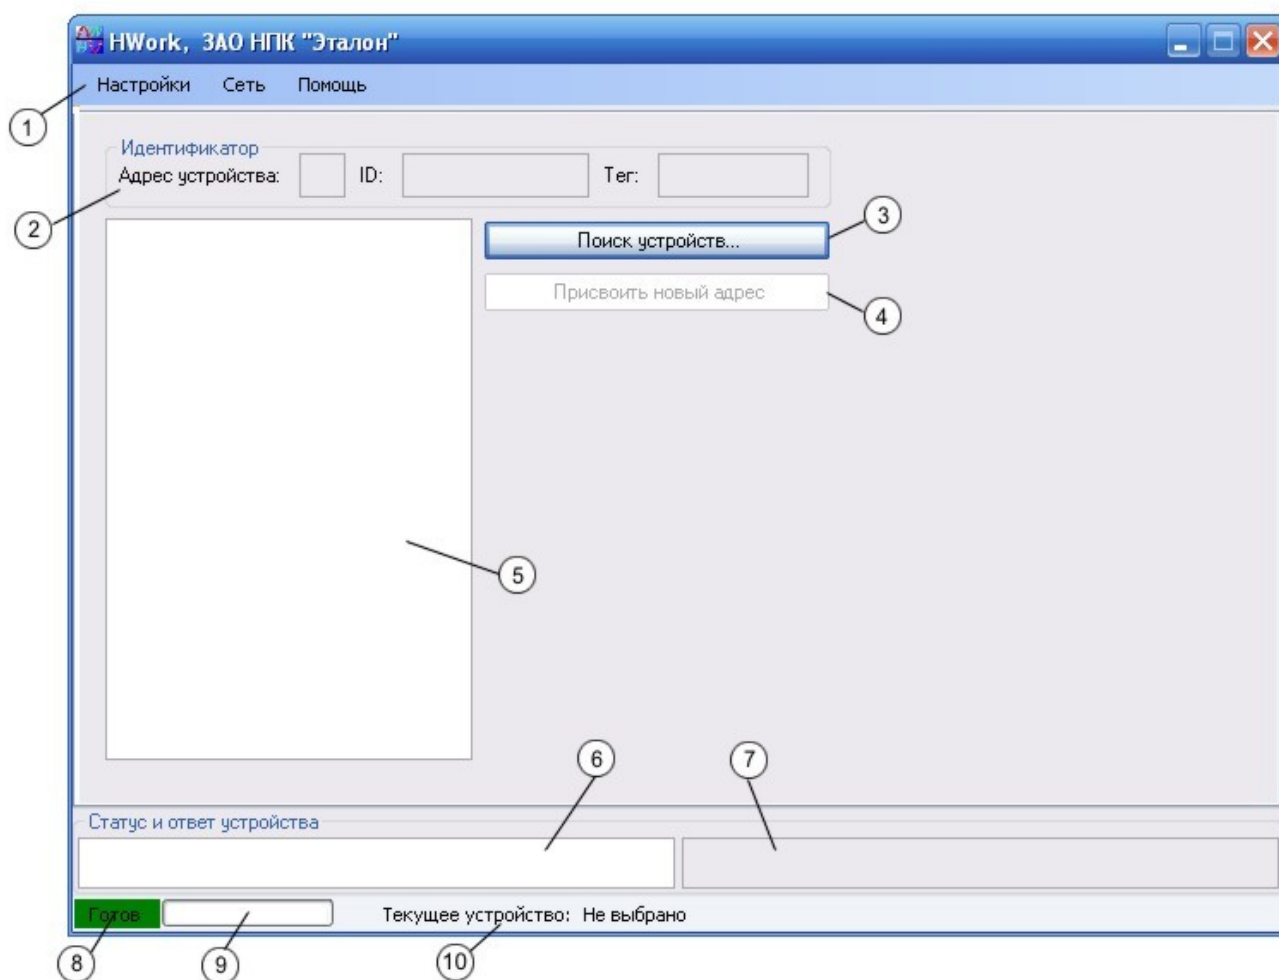 HWork, ЗАО НПК "Эталон"
Настройки Сеть Помощь
1
Идентификатор
Адрес устройства: ID: Тег:
2
Поиск устройств...
3
Присвоить новый адрес
4
5
6
7
Статус и ответ устройства
Готов Текущее устройство: Не выбрано
8
9
10